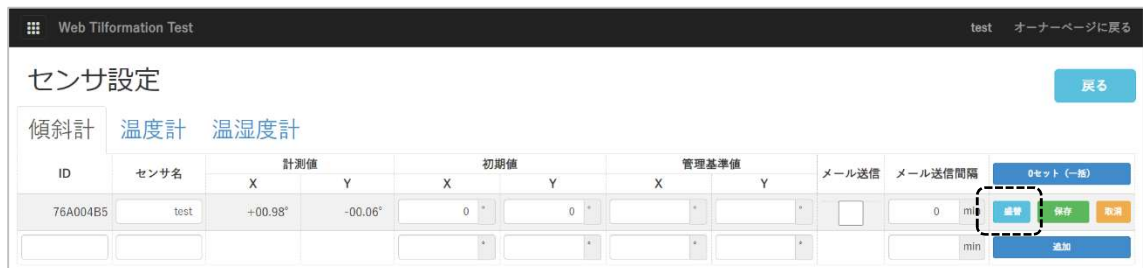 Web Tilformation Test test オーナーページに戻る
センサ設定 戻る
傾斜計 温度計 温湿度計
ID センサ名 計測値 初期値 管理基準値 メール送信 メール送信間隔 0セット（一括）
X Y X Y X Y
76A004B5 test +00.98° -00.06° 0 ° 0 ° ° ° 0 min 盛替 保存 取消
° ° ° ° min 追加